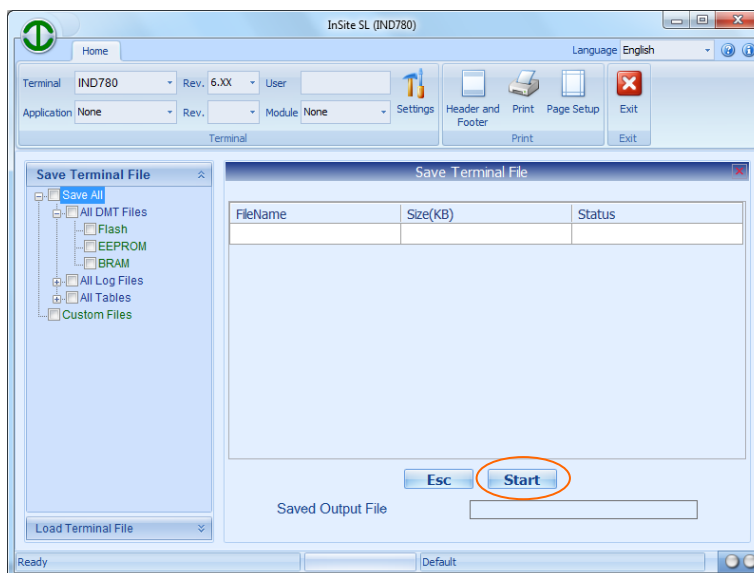 InSite SL (IND780)
Home
Language English
Terminal IND780 Rev. 6.XX User
Application None Rev. Module None
Settings
Header and Footer
Print
Page Setup
Exit
Terminal
Print
Exit
Save Terminal File
Save All
All DMT Files
Flash
EEPROM
BRAM
All Log Files
All Tables
Custom Files
Load Terminal File
Save Terminal File
FileName Size(KB) Status
Esc Start
Saved Output File
Ready Default